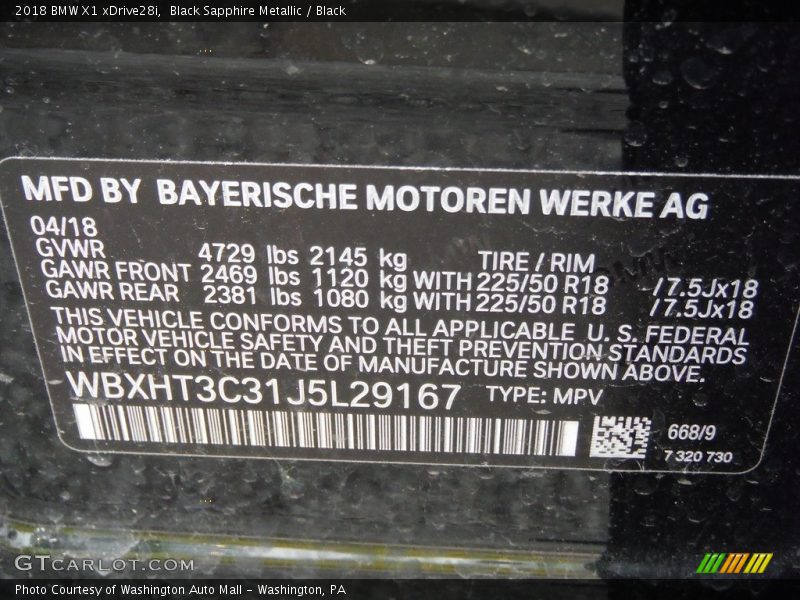 2018 BMW X1 xDrive28i, Black Sapphire Metallic / Black
MFD BY BAYERISCHE MOTOREN WERKE AG
04/18
GVWR 4729 lbs 2145 kg TIRE / RIM
GAWR FRONT 2469 lbs 1120 kg WITH 225/50 R18 /7.5Jx18
GAWR REAR 2381 lbs 1080 kg WITH 225/50 R18 /7.5Jx18
THIS VEHICLE CONFORMS TO ALL APPLICABLE U. S. FEDERAL
MOTOR VEHICLE SAFETY AND THEFT PREVENTION STANDARDS
IN EFFECT ON THE DATE OF MANUFACTURE SHOWN ABOVE.
WBXHT3C31J5L29167 TYPE: MPV
668/9
7 320 730
GTCARLOT.COM
Photo Courtesy of Washington Auto Mall - Washington, PA